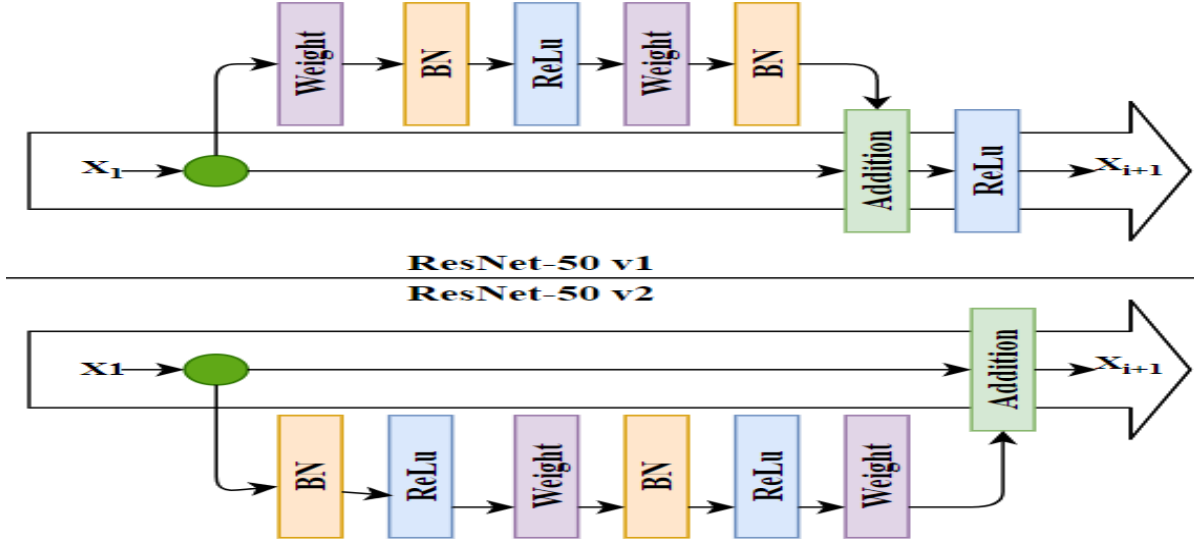 Weight
BN
ReLu
Weight
BN
X1
Addition
ReLu
Xi+1
ResNet-50 v1
ResNet-50 v2
X1
Addition
Xi+1
BN
ReLu
Weight
BN
ReLu
Weight